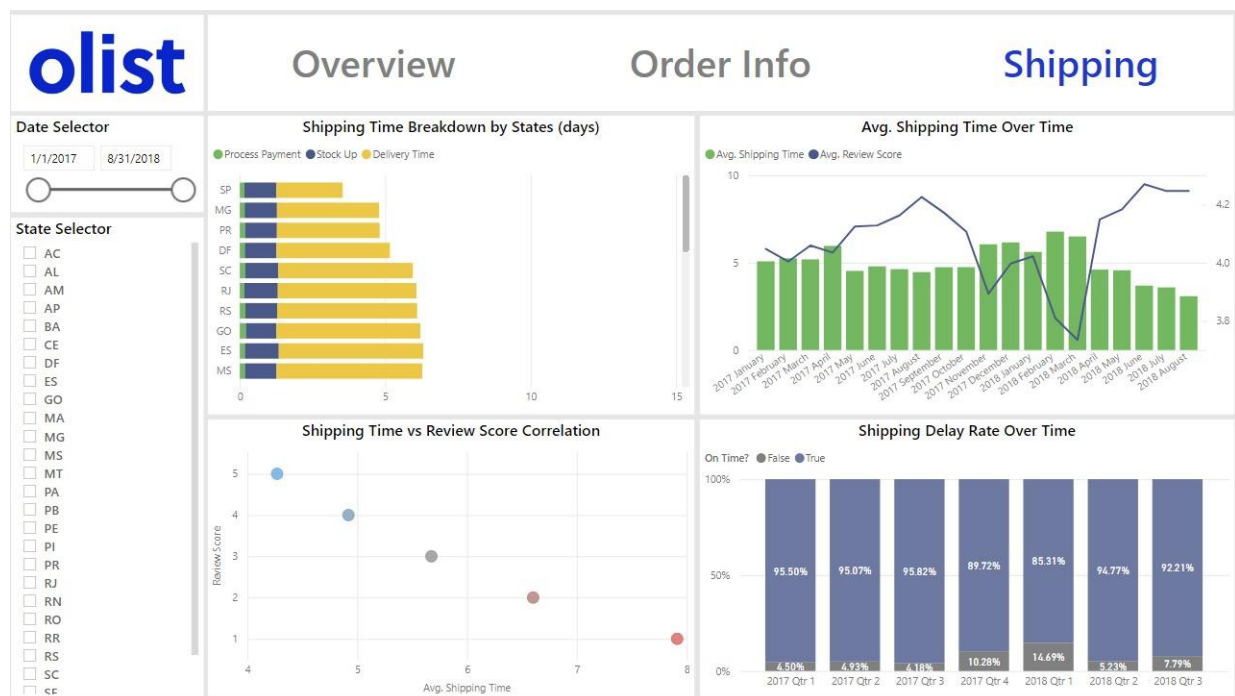 olist
Overview
Order Info
Shipping
Date Selector
1/1/2017
8/31/2018
State Selector
AC
AL
AM
AP
BA
CE
DF
ES
GO
MA
MG
MS
MT
PA
PB
PE
PI
PR
RJ
RN
RO
RR
RS
SC
SE
Shipping Time Breakdown by States (days)
Process Payment Stock Up Delivery Time
SP
MG
PR
DF
SC
RJ
RS
GO
ES
MS
0 5 10 15
Avg. Shipping Time Over Time
Avg. Shipping Time Avg. Review Score
10
5
0
4.2
4.0
3.8
2017 January
2017 February
2017 March
2017 April
2017 May
2017 June
2017 July
2017 August
2017 September
2017 October
2017 November
2017 December
2018 January
2018 February
2018 March
2018 April
2018 May
2018 June
2018 July
2018 August
Shipping Time vs Review Score Correlation
Review Score
5
4
3
2
1
4 5 6 7 8
Avg. Shipping Time
Shipping Delay Rate Over Time
On Time? False True
100%
50%
0%
95.50% 95.07% 95.82% 89.72% 85.31% 94.77% 92.21%
4.50% 4.93% 4.18% 10.28% 14.69% 5.23% 7.79%
2017 Qtr 1 2017 Qtr 2 2017 Qtr 3 2017 Qtr 4 2018 Qtr 1 2018 Qtr 2 2018 Qtr 3